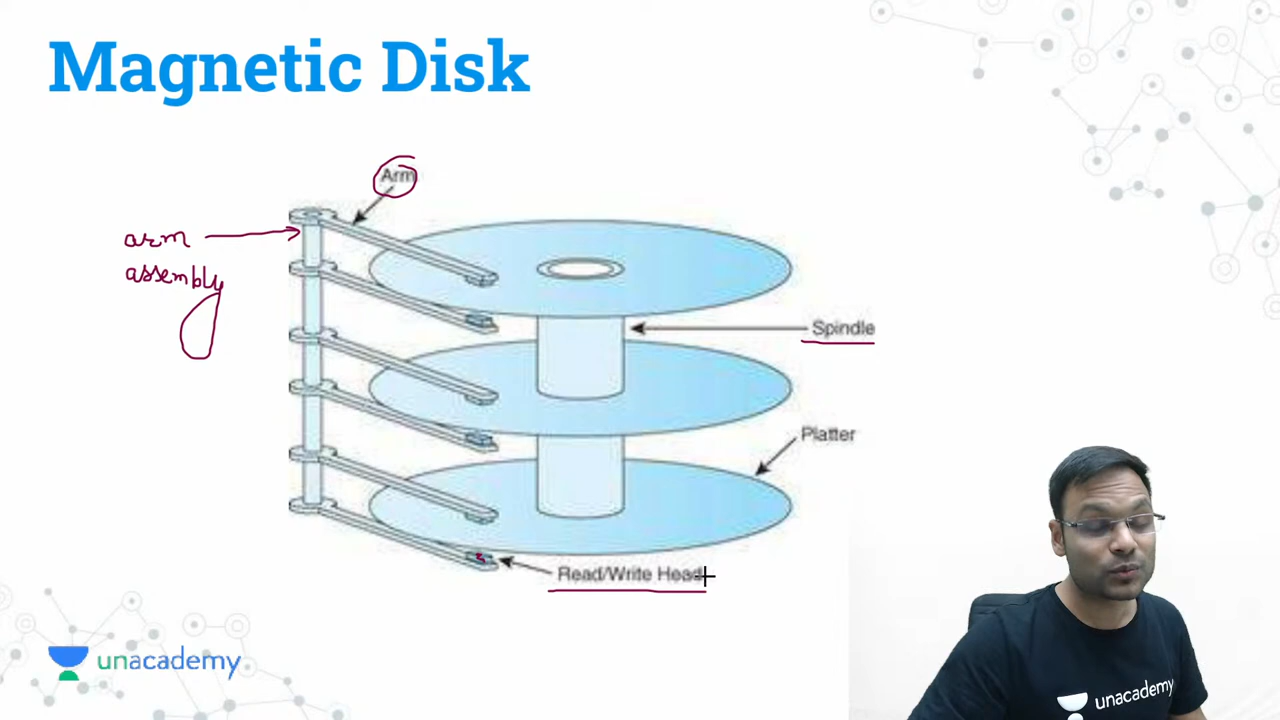 Magnetic Disk
Arm
arm
assembly
Spindle
Platter
Read/Write Head
unacademy
unacademy